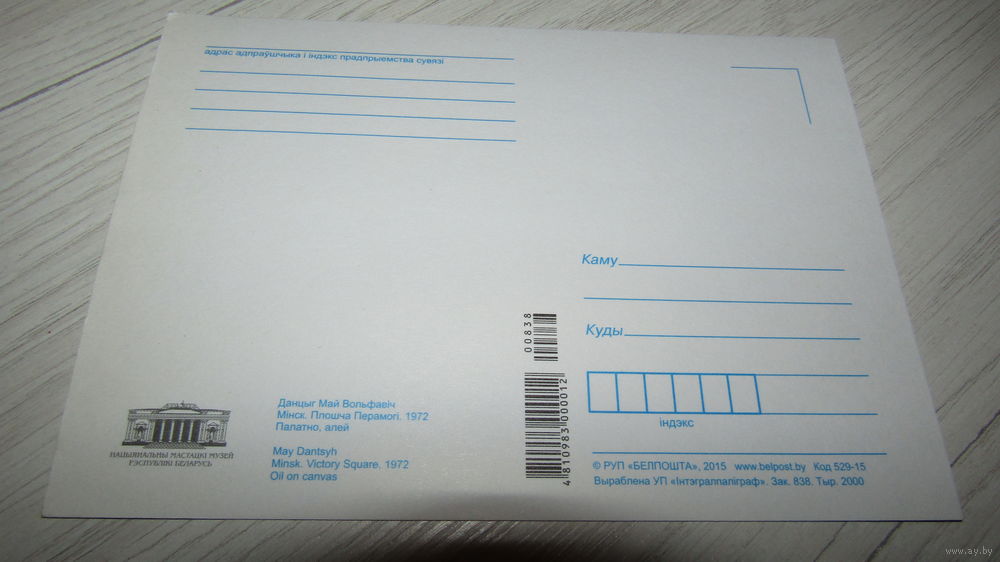 адрас адпраўшчыка і індэкс прадпрыемства сувязі
Каму
Куды
00838
4 810983 000012
індэкс
НАЦЫЯНАЛЬНЫ МАСТАЦКІ МУЗЕЙ
РЭСПУБЛІКІ БЕЛАРУСЬ
Данцыг Май Вольфавіч
Мінск. Плошча Перамогі. 1972
Палатно, алей
May Dantsyh
Minsk. Victory Square. 1972
Oil on canvas
© РУП «БЕЛПОШТА», 2015 www.belpost.by Код 529-15
Выраблена УП «Інтэгралпаліграф». Зак. 838. Тыр. 2000
www.ay.by